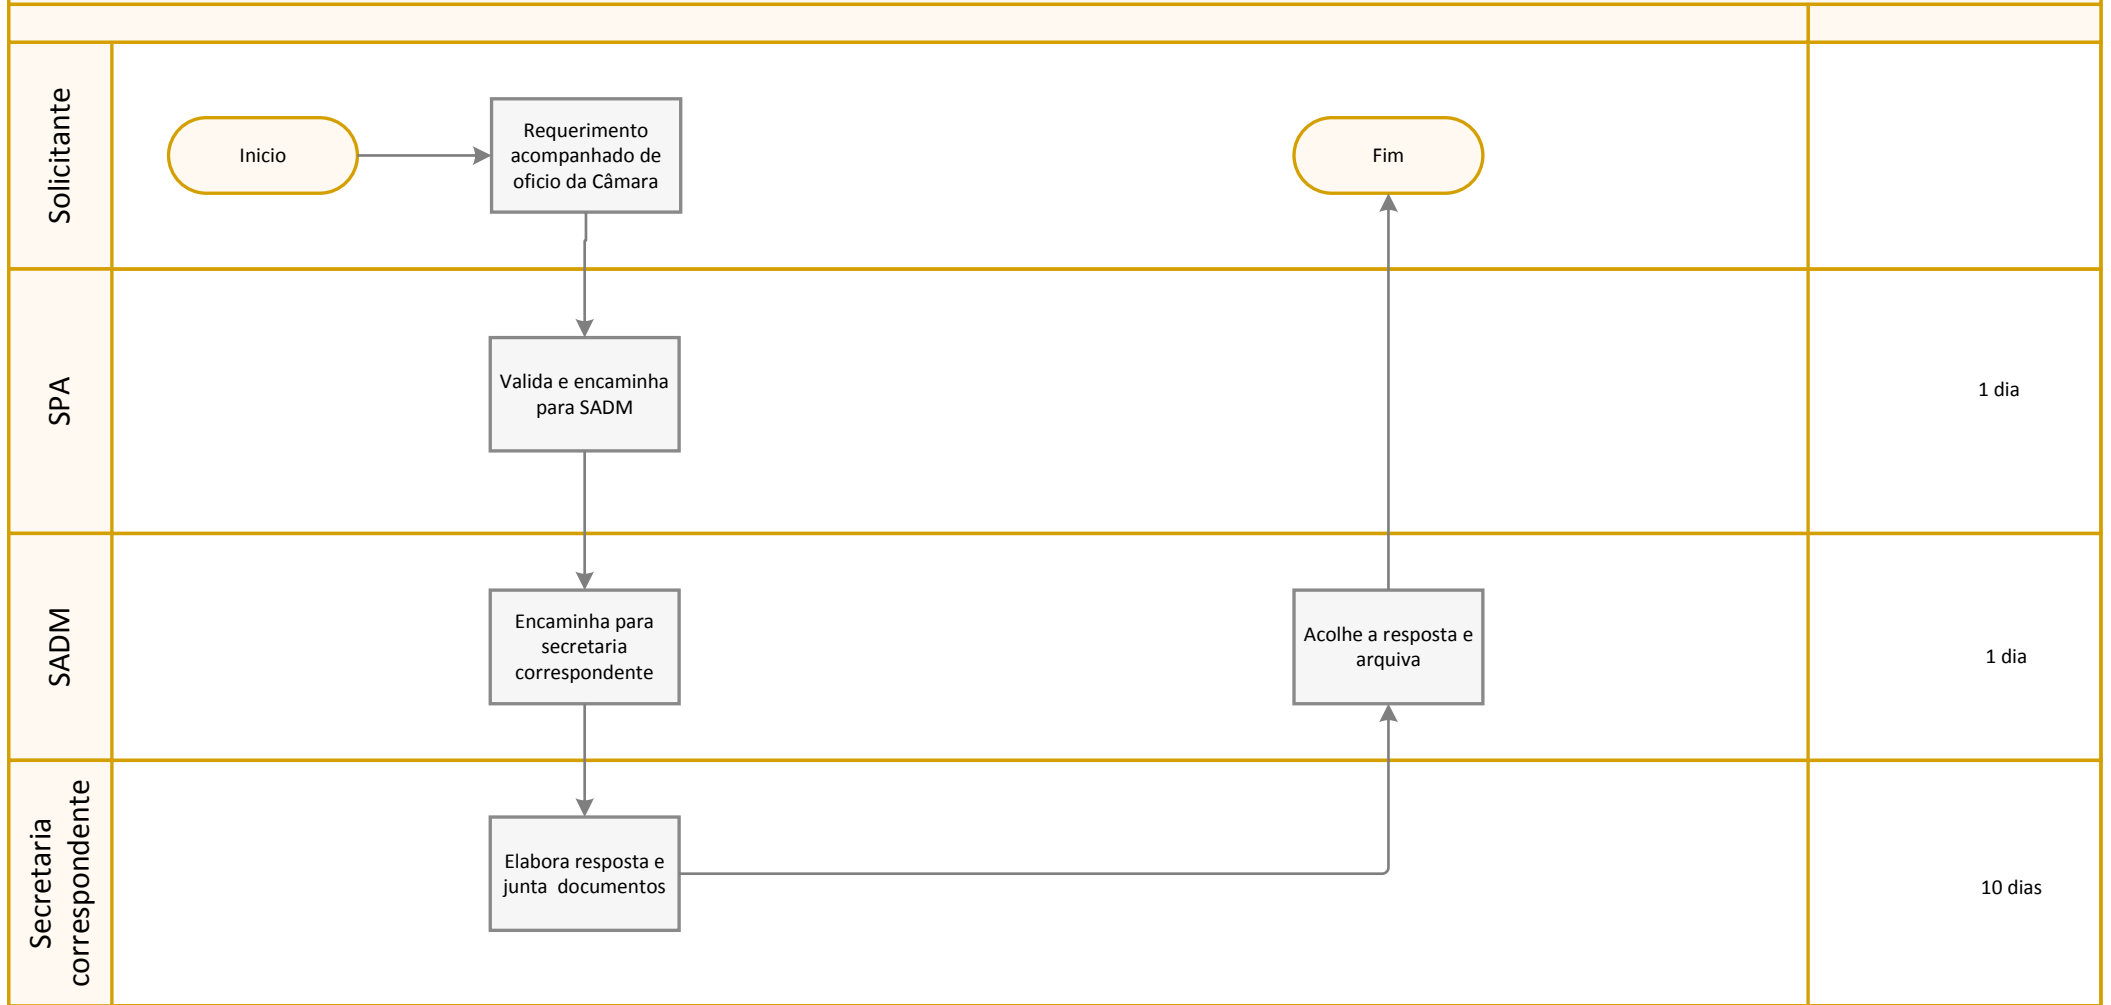 Solicitante
Inicio
Requerimento
acompanhado de
oficio da Câmara
Fim
SPA
Valida e encaminha
para SADM
1 dia
SADM
Encaminha para
secretaria
correspondente
Acolhe a resposta e
arquiva
1 dia
Secretaria
correspondente
Elabora resposta e
junta documentos
10 dias